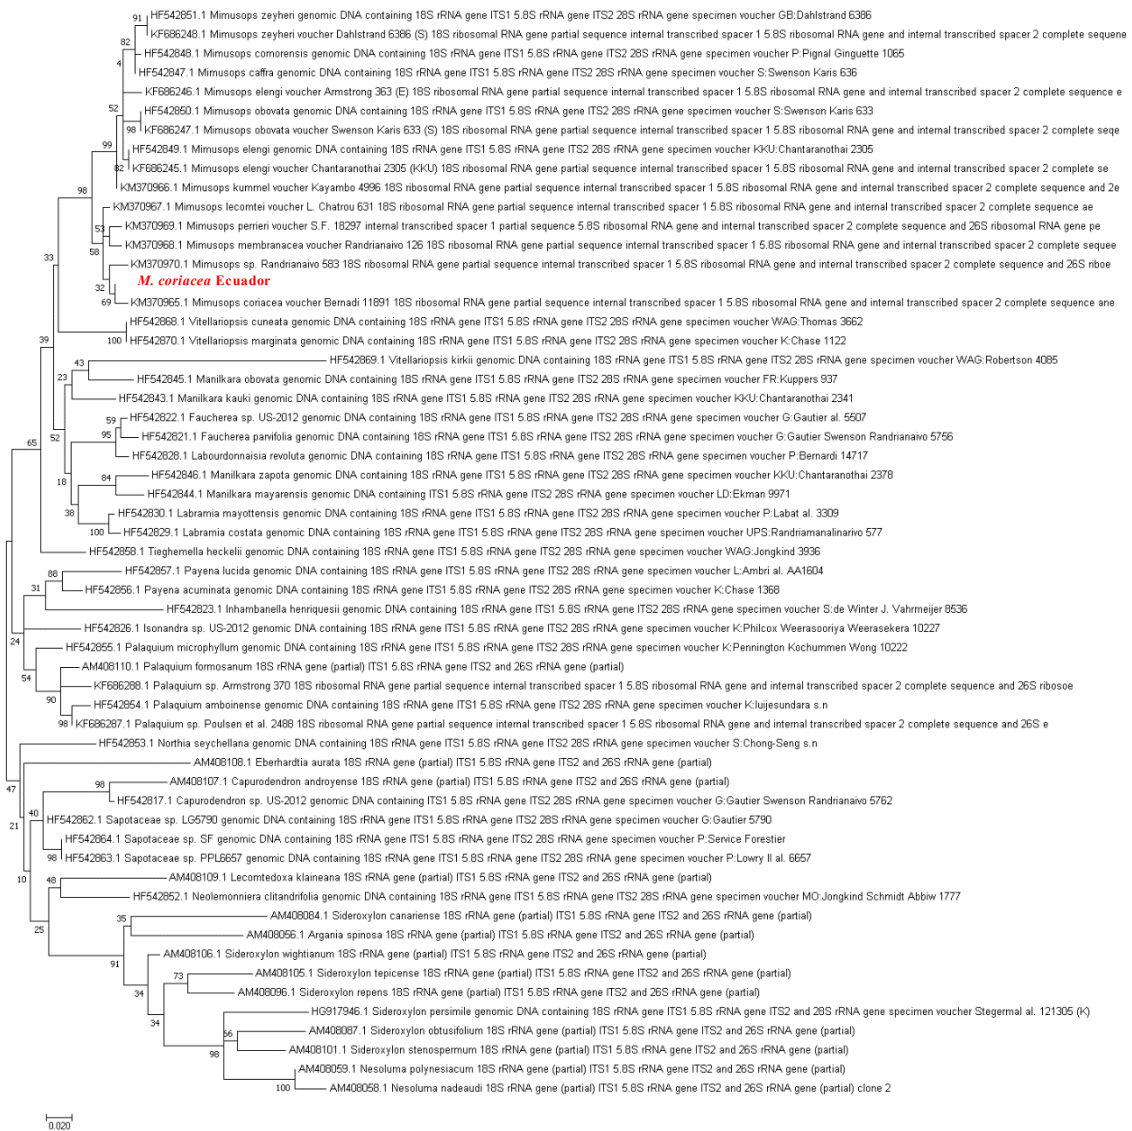 HF542851.1 Mimusops zeyheri genomic DNA containing 18S rRNA gene ITS1 5.8S rRNA gene ITS2 28S rRNA gene specimen voucher GB:Dahlstrand 6386
KF686248.1 Mimusops zeyheri voucher Dahlstrand 6386 (S) 18S ribosomal RNA gene partial sequence internal transcribed spacer 1 5.8S ribosomal RNA gene and internal transcribed spacer 2 complete sequene
HF542848.1 Mimusops comorensis genomic DNA containing 18S rRNA gene ITS1 5.8S rRNA gene ITS2 28S rRNA gene specimen voucher P:Pignal Ginguette 1065
HF542847.1 Mimusops caffra genomic DNA containing 18S rRNA gene ITS1 5.8S rRNA gene ITS2 28S rRNA gene specimen voucher S:Swenson Karis 636
KF686246.1 Mimusops elengi voucher Armstrong 363 (E) 18S ribosomal RNA gene partial sequence internal transcribed spacer 1 5.8S ribosomal RNA gene and internal transcribed spacer 2 complete sequence e
HF542850.1 Mimusops obovata genomic DNA containing 18S rRNA gene ITS1 5.8S rRNA gene ITS2 28S rRNA gene specimen voucher S:Swenson Karis 633
KF686247.1 Mimusops obovata voucher Swenson Karis 633 (S) 18S ribosomal RNA gene partial sequence internal transcribed spacer 1 5.8S ribosomal RNA gene and internal transcribed spacer 2 complete seqe
HF542849.1 Mimusops elengi genomic DNA containing 18S rRNA gene ITS1 5.8S rRNA gene ITS2 28S rRNA gene specimen voucher KKU:Chantaranothai 2305
KF686245.1 Mimusops elengi voucher Chantaranothai 2305 (KKU) 18S ribosomal RNA gene partial sequence internal transcribed spacer 1 5.8S ribosomal RNA gene and internal transcribed spacer 2 complete se
KM370966.1 Mimusops kummel voucher Kayambo 4996 18S ribosomal RNA gene partial sequence internal transcribed spacer 1 5.8S ribosomal RNA gene and internal transcribed spacer 2 complete sequence and 2e
KM370967.1 Mimusops lecomtei voucher L. Chatrou 631 18S ribosomal RNA gene partial sequence internal transcribed spacer 1 5.8S ribosomal RNA gene and internal transcribed spacer 2 complete sequence ae
KM370969.1 Mimusops perrieri voucher S.F. 18297 internal transcribed spacer 1 partial sequence 5.8S ribosomal RNA gene and internal transcribed spacer 2 complete sequence and 26S ribosomal RNA gene pe
KM370968.1 Mimusops membranacea voucher Randrianaivo 126 18S ribosomal RNA gene partial sequence internal transcribed spacer 1 5.8S ribosomal RNA gene and internal transcribed spacer 2 complete sequee
KM370970.1 Mimusops sp. Randrianaivo 583 18S ribosomal RNA gene partial sequence internal transcribed spacer 1 5.8S ribosomal RNA gene and internal transcribed spacer 2 complete sequence and 26S riboe
M. coriacea Ecuador
KM370965.1 Mimusops coriacea voucher Bernadi 11891 18S ribosomal RNA gene partial sequence internal transcribed spacer 1 5.8S ribosomal RNA gene and internal transcribed spacer 2 complete sequence ane
HF542868.1 Vitellariopsis cuneata genomic DNA containing 18S rRNA gene ITS1 5.8S rRNA gene ITS2 28S rRNA gene specimen voucher WAG:Thomas 3662
HF542870.1 Vitellariopsis marginata genomic DNA containing 18S rRNA gene ITS1 5.8S rRNA gene ITS2 28S rRNA gene specimen voucher K:Chase 1122
HF542869.1 Vitellariopsis kirkii genomic DNA containing 18S rRNA gene ITS1 5.8S rRNA gene ITS2 28S rRNA gene specimen voucher WAG:Robertson 4085
HF542845.1 Manilkara obovata genomic DNA containing 18S rRNA gene ITS1 5.8S rRNA gene ITS2 28S rRNA gene specimen voucher FR:Kuppers 937
HF542843.1 Manilkara kauki genomic DNA containing 18S rRNA gene ITS1 5.8S rRNA gene ITS2 28S rRNA gene specimen voucher KKU:Chantaranothai 2341
HF542822.1 Faucherea sp. US-2012 genomic DNA containing 18S rRNA gene ITS1 5.8S rRNA gene ITS2 28S rRNA gene specimen voucher G:Gautier al. 5507
HF542821.1 Faucherea parvifolia genomic DNA containing 18S rRNA gene ITS1 5.8S rRNA gene ITS2 28S rRNA gene specimen voucher G:Gautier Swenson Randrianaivo 5756
HF542828.1 Labourdonnaisia revoluta genomic DNA containing 18S rRNA gene ITS1 5.8S rRNA gene ITS2 28S rRNA gene specimen voucher P:Bernardi 14717
HF542846.1 Manilkara zapota genomic DNA containing 18S rRNA gene ITS1 5.8S rRNA gene ITS2 28S rRNA gene specimen voucher KKU:Chantaranothai 2378
HF542844.1 Manilkara mayarensis genomic DNA containing ITS1 5.8S rRNA gene ITS2 28S rRNA gene specimen voucher LD:Ekman 9971
HF542830.1 Labramia mayottensis genomic DNA containing 18S rRNA gene ITS1 5.8S rRNA gene ITS2 28S rRNA gene specimen voucher P:Labat al. 3309
HF542829.1 Labramia costata genomic DNA containing 18S rRNA gene ITS1 5.8S rRNA gene ITS2 28S rRNA gene specimen voucher UPS:Randriamanalinarivo 577
HF542858.1 Tieghemella heckelii genomic DNA containing 18S rRNA gene ITS1 5.8S rRNA gene ITS2 28S rRNA gene specimen voucher WAG:Jongkind 3936
HF542857.1 Payena lucida genomic DNA containing 18S rRNA gene ITS1 5.8S rRNA gene ITS2 28S rRNA gene specimen voucher L:Ambri al. AA1604
HF542856.1 Payena acuminata genomic DNA containing 18S rRNA gene ITS1 5.8S rRNA gene ITS2 28S rRNA gene specimen voucher K:Chase 1368
HF542823.1 Inhambanella henriquesii genomic DNA containing 18S rRNA gene ITS1 5.8S rRNA gene ITS2 28S rRNA gene specimen voucher S:de Winter J. Vahrmeijer 8536
HF542826.1 Isonandra sp. US-2012 genomic DNA containing 18S rRNA gene ITS1 5.8S rRNA gene ITS2 28S rRNA gene specimen voucher K:Philcox Weerasooriya Weerasekera 10227
HF542855.1 Palaquium microphyllum genomic DNA containing 18S rRNA gene ITS1 5.8S rRNA gene ITS2 28S rRNA gene specimen voucher K:Pennington Kochummen Wong 10222
AM408110.1 Palaquium formosanum 18S rRNA gene (partial) ITS1 5.8S rRNA gene ITS2 and 26S rRNA gene (partial)
KF686288.1 Palaquium sp. Armstrong 370 18S ribosomal RNA gene partial sequence internal transcribed spacer 1 5.8S ribosomal RNA gene and internal transcribed spacer 2 complete sequence and 26S ribosoe
HF542854.1 Palaquium amboinense genomic DNA containing 18S rRNA gene ITS1 5.8S rRNA gene ITS2 28S rRNA gene specimen voucher K:luijesundara s.n
KF686287.1 Palaquium sp. Poulsen et al. 2488 18S ribosomal RNA gene partial sequence internal transcribed spacer 1 5.8S ribosomal RNA gene and internal transcribed spacer 2 complete sequence and 26S e
HF542853.1 Northia seychellana genomic DNA containing 18S rRNA gene ITS1 5.8S rRNA gene ITS2 28S rRNA gene specimen voucher S:Chong-Seng s.n
AM408108.1 Eberhardtia aurata 18S rRNA gene (partial) ITS1 5.8S rRNA gene ITS2 and 26S rRNA gene (partial)
AM408107.1 Capurodendron androyense 18S rRNA gene (partial) ITS1 5.8S rRNA gene ITS2 and 26S rRNA gene (partial)
HF542817.1 Capurodendron sp. US-2012 genomic DNA containing 18S rRNA gene ITS1 5.8S rRNA gene ITS2 28S rRNA gene specimen voucher G:Gautier Swenson Randrianaivo 5762
HF542862.1 Sapotaceae sp. LG5790 genomic DNA containing 18S rRNA gene ITS1 5.8S rRNA gene ITS2 28S rRNA gene specimen voucher G:Gautier 5790
HF542864.1 Sapotaceae sp. SF genomic DNA containing 18S rRNA gene ITS1 5.8S rRNA gene ITS2 28S rRNA gene specimen voucher P:Service Forestier
HF542863.1 Sapotaceae sp. PPL6657 genomic DNA containing 18S rRNA gene ITS1 5.8S rRNA gene ITS2 28S rRNA gene specimen voucher P:Lowry II al. 6657
AM408109.1 Lecomtedoxa klaineana 18S rRNA gene (partial) ITS1 5.8S rRNA gene ITS2 and 26S rRNA gene (partial)
HF542852.1 Neolemonniera clitandrifolia genomic DNA containing 18S rRNA gene ITS1 5.8S rRNA gene ITS2 28S rRNA gene specimen voucher MO:Jongkind Schmidt Abbiw 1777
AM408084.1 Sideroxylon canariense 18S rRNA gene (partial) ITS1 5.8S rRNA gene ITS2 and 26S rRNA gene (partial)
AM408056.1 Argania spinosa 18S rRNA gene (partial) ITS1 5.8S rRNA gene ITS2 and 26S rRNA gene (partial)
AM408106.1 Sideroxylon wightianum 18S rRNA gene (partial) ITS1 5.8S rRNA gene ITS2 and 26S rRNA gene (partial)
AM408105.1 Sideroxylon tepicense 18S rRNA gene (partial) ITS1 5.8S rRNA gene ITS2 and 26S rRNA gene (partial)
AM408096.1 Sideroxylon repens 18S rRNA gene (partial) ITS1 5.8S rRNA gene ITS2 and 26S rRNA gene (partial)
HG917946.1 Sideroxylon persimile genomic DNA containing 18S rRNA gene ITS1 5.8S rRNA gene ITS2 and 28S rRNA gene specimen voucher Stegermal al. 121305 (K)
AM408087.1 Sideroxylon obtusifolium 18S rRNA gene (partial) ITS1 5.8S rRNA gene ITS2 and 26S rRNA gene (partial)
AM408101.1 Sideroxylon stenospermum 18S rRNA gene (partial) ITS1 5.8S rRNA gene ITS2 and 26S rRNA gene (partial)
AM408059.1 Nesoluma polynesiacum 18S rRNA gene (partial) ITS1 5.8S rRNA gene ITS2 and 26S rRNA gene (partial)
AM408058.1 Nesoluma nadeaudi 18S rRNA gene (partial) ITS1 5.8S rRNA gene ITS2 and 26S rRNA gene (partial) clone 2
91
82
4
52
98
99
82
98
53
58
32
69
33
100
39
43
23
52
59
95
65
84
18
38
100
88
31
24
54
90
98
47
98
40
21
98
10
48
25
35
91
73
34
34
56
98
100
0.020